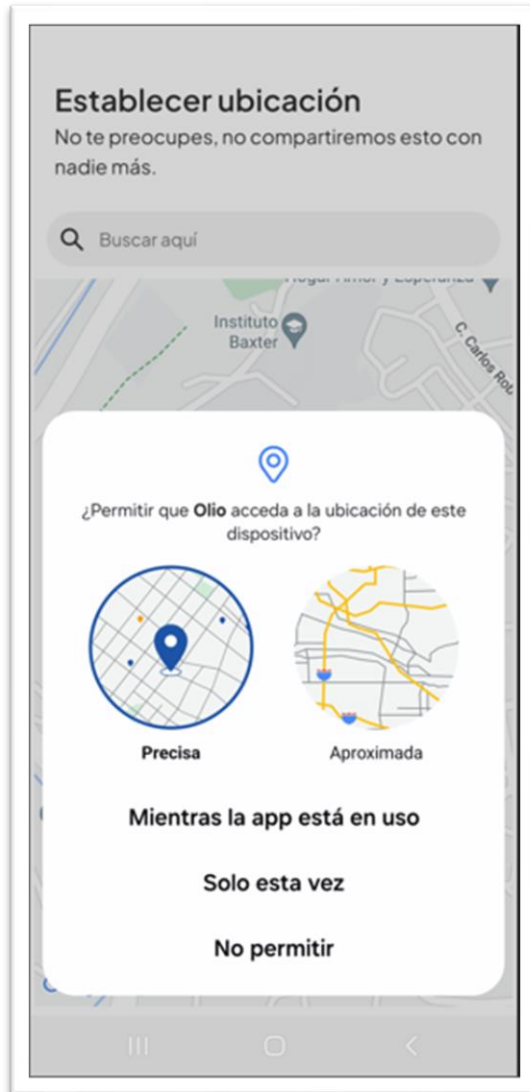 Establecer ubicación
No te preocupes, no compartiremos esto con
nadie más.
Buscar aquí
Instituto
Baxter
C. Carlos
¿Permitir que Olio acceda a la ubicación de este
dispositivo?
Precisa
Aproximada
Mientras la app está en uso
Solo esta vez
No permitir